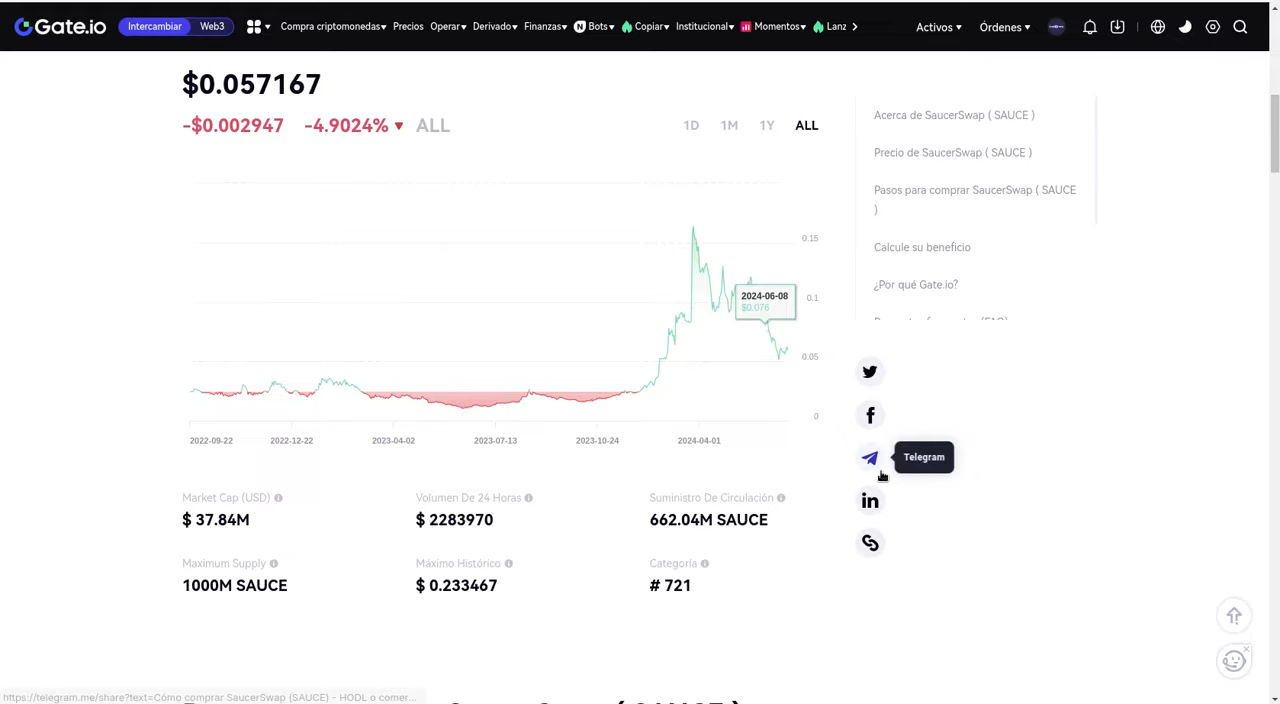 Gate.io
Intercambiar
Web3
Compra criptomonedas
Precios
Operar
Derivado
Finanzas
N Bots
Copiar
Institucional
Momentos
Lanz
Activos
Órdenes
$0.057167
-$0.002947
-4.9024%
ALL
1D
1M
1Y
ALL
0.15
0.1
0.05
0
2024-06-08
$0.076
2022-09-22
2022-12-22
2023-04-02
2023-07-13
2023-10-24
2024-04-01
Market Cap (USD)
$ 37.84M
Volumen De 24 Horas
$ 2283970
Suministro De Circulación
662.04M SAUCE
Maximum Supply
1000M SAUCE
Máximo Histórico
$ 0.233467
Categoría
# 721
Acerca de SaucerSwap ( SAUCE )
Precio de SaucerSwap ( SAUCE )
Pasos para comprar SaucerSwap ( SAUCE
)
Calcule su beneficio
¿Por qué Gate.io?
Telegram
in
https://telegram.me/share?text=Cómo comprar SaucerSwap (SAUCE) - HODL o comer...